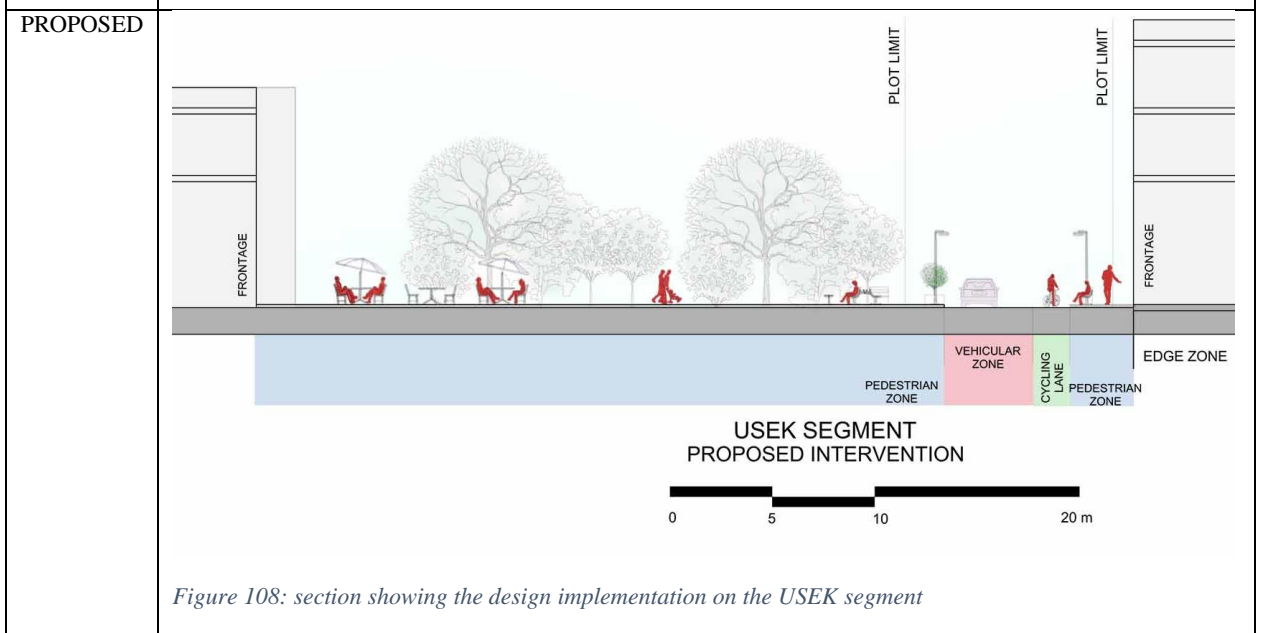 PROPOSED
PLOT LIMIT
PLOT LIMIT
FRONTAGE
FRONTAGE
VEHICULAR
ZONE
CYCLING
LANE
EDGE ZONE
PEDESTRIAN
ZONE
PEDESTRIAN
ZONE
USEK SEGMENT
PROPOSED INTERVENTION
0 5 10 20 m
Figure 108: section showing the design implementation on the USEK segment